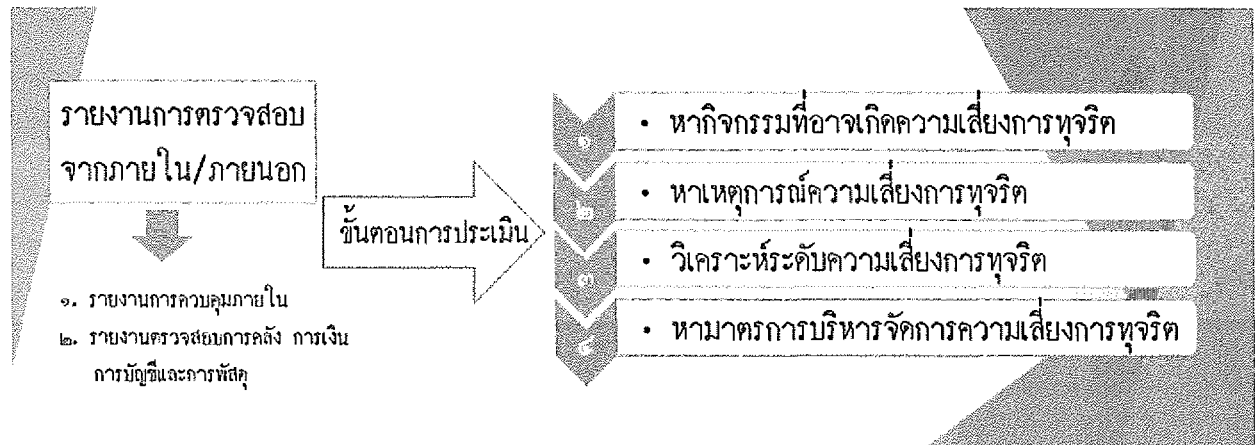 รายงานการตรวจสอบ
จากภายใน/ภายนอก
๑. รายงานการควบคุมภายใน
๒. รายงานตรวจสอบการคลัง การเงิน
การบัญชีและการพัสดุ
ขั้นตอนการประเมิน
๑
• หากิจกรรมที่อาจเกิดความเสี่ยงการทุจริต
๒
• หาเหตุการณ์ความเสี่ยงการทุจริต
๓
• วิเคราะห์ระดับความเสี่ยงการทุจริต
๔
• หามาตรการบริหารจัดการความเสี่ยงการทุจริต